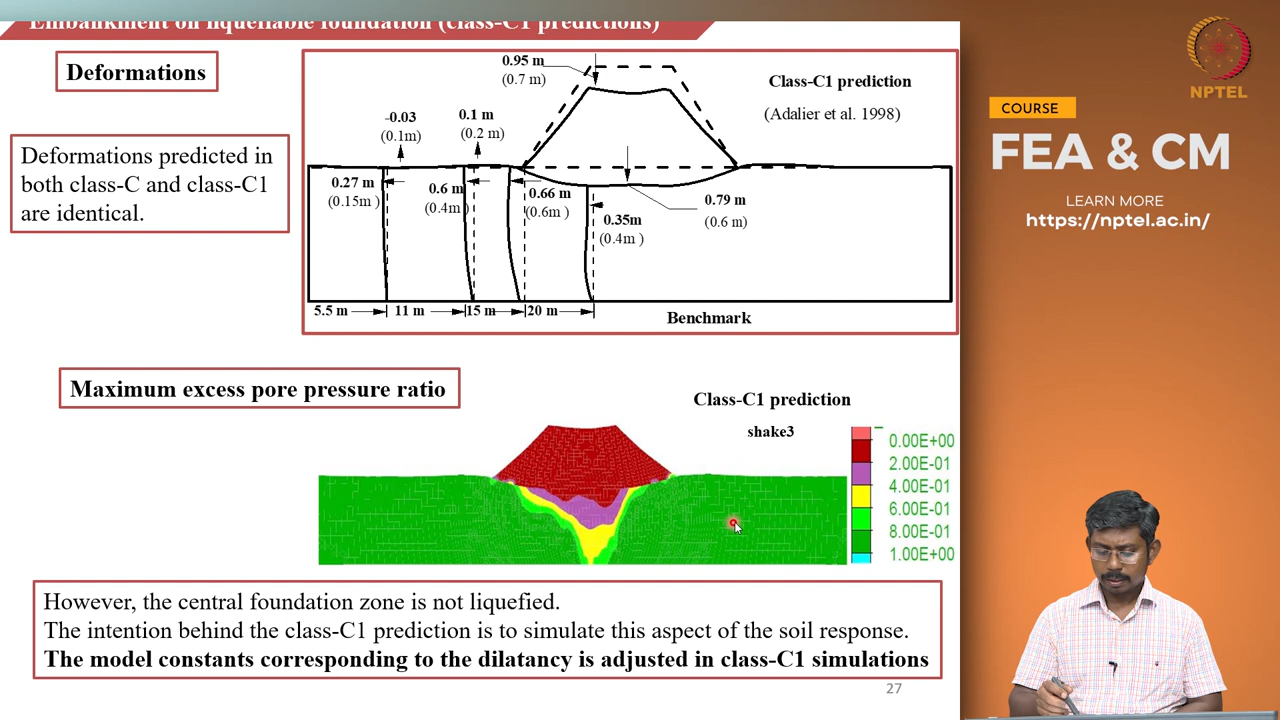 Embankment on liquefiable foundation (class-C1 predictions)
Deformations
Deformations predicted in
both class-C and class-C1
are identical.
0.95 m
(0.7 m)
Class-C1 prediction
(Adalier et al. 1998)
-0.03
(0.1m)
0.1 m
(0.2 m)
0.27 m
(0.15m )
0.6 m
(0.4m)
0.66 m
(0.6m )
0.35m
(0.4m )
0.79 m
(0.6 m)
5.5 m
11 m
15 m
20 m
Benchmark
Maximum excess pore pressure ratio
Class-C1 prediction
shake3
0.00E+00
2.00E-01
4.00E-01
6.00E-01
8.00E-01
1.00E+00
However, the central foundation zone is not liquefied.
The intention behind the class-C1 prediction is to simulate this aspect of the soil response.
The model constants corresponding to the dilatancy is adjusted in class-C1 simulations
27
NPTEL
COURSE
FEA & CM
LEARN MORE
https://nptel.ac.in/